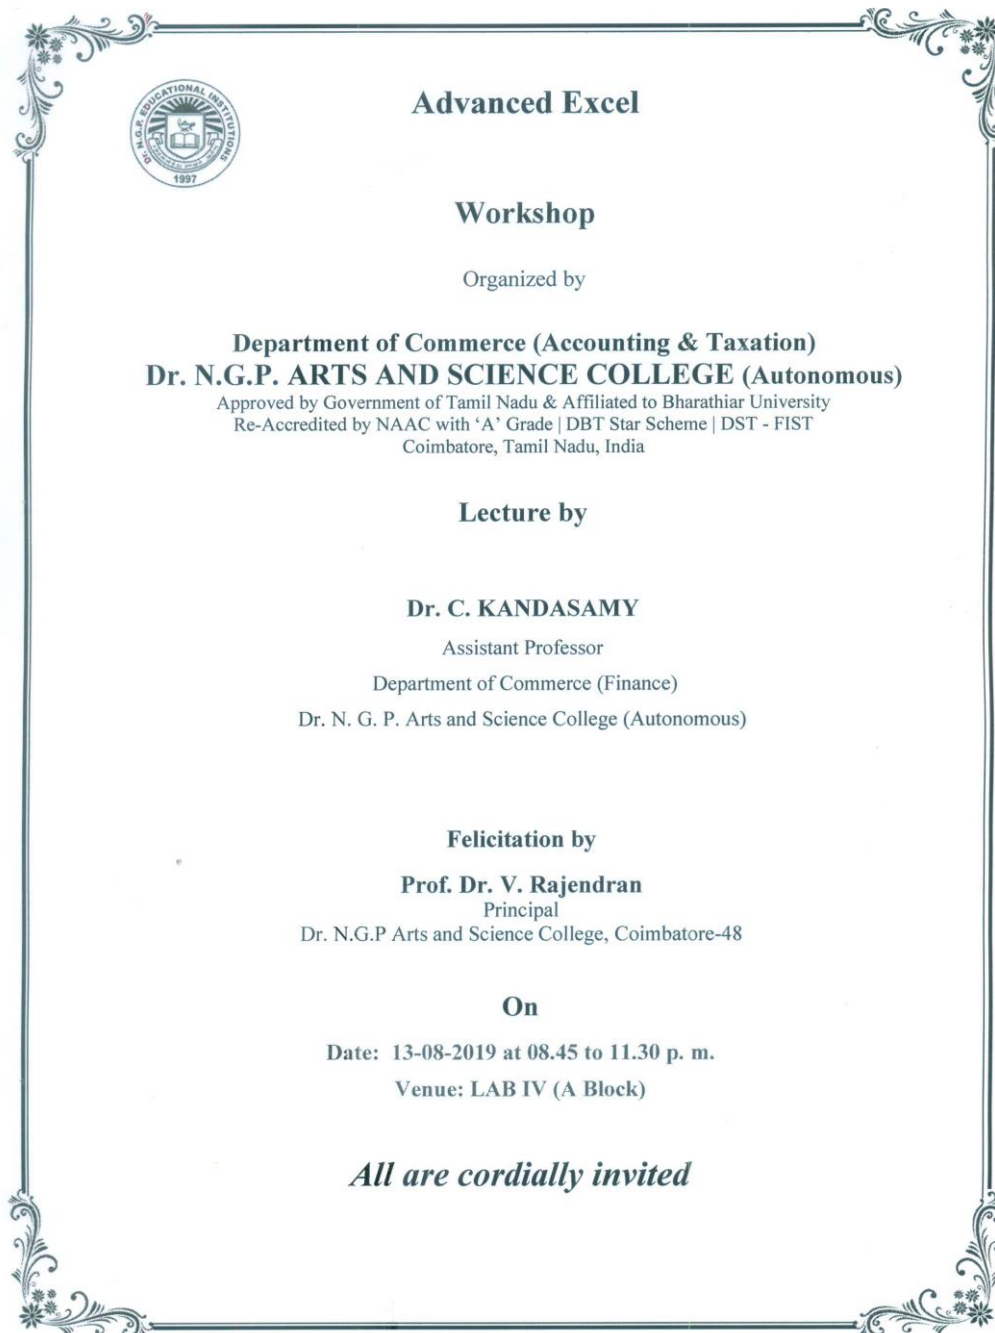 Dr. N.G.P. EDUCATIONAL INSTITUTIONS
1997
Advanced Excel
Workshop
Organized by
Department of Commerce (Accounting & Taxation)
Dr. N.G.P. ARTS AND SCIENCE COLLEGE (Autonomous)
Approved by Government of Tamil Nadu & Affiliated to Bharathiar University
Re-Accredited by NAAC with ‘A’ Grade | DBT Star Scheme | DST - FIST
Coimbatore, Tamil Nadu, India
Lecture by
Dr. C. KANDASAMY
Assistant Professor
Department of Commerce (Finance)
Dr. N. G. P. Arts and Science College (Autonomous)
Felicitation by
Prof. Dr. V. Rajendran
Principal
Dr. N.G.P Arts and Science College, Coimbatore-48
On
Date: 13-08-2019 at 08.45 to 11.30 p. m.
Venue: LAB IV (A Block)
All are cordially invited